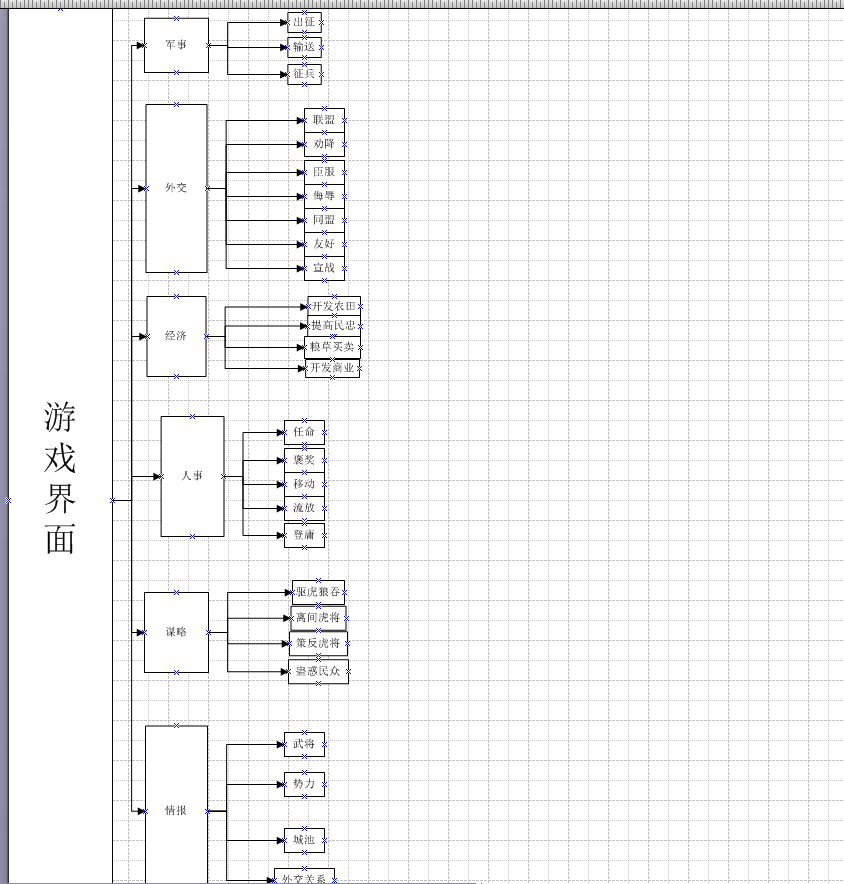 游戏界面
军事
出征
输送
征兵
外交
联盟
劝降
臣服
侮辱
同盟
友好
宣战
经济
开发农田
提高民忠
粮草买卖
开发商业
人事
任命
褒奖
移动
流放
登庸
谋略
驱虎狼吞
离间虎将
策反虎将
蛊惑民众
情报
武将
势力
城池
外交关系